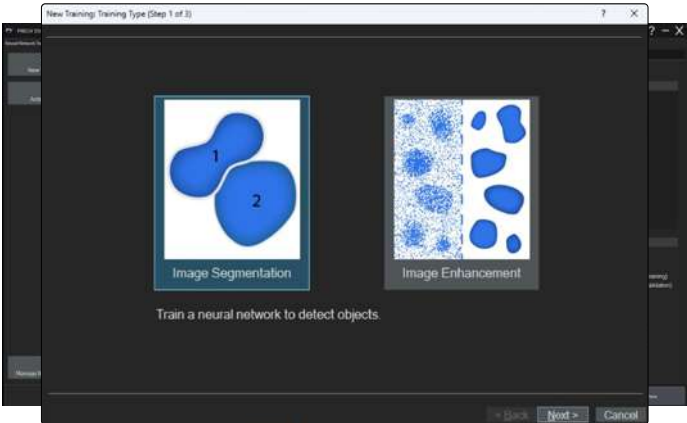 New Training: Training Type (Step 1 of 3)
? X
? – X
New
1
2
Image Segmentation
Image Enhancement
Train a neural network to detect objects.
< Back
Next >
Cancel